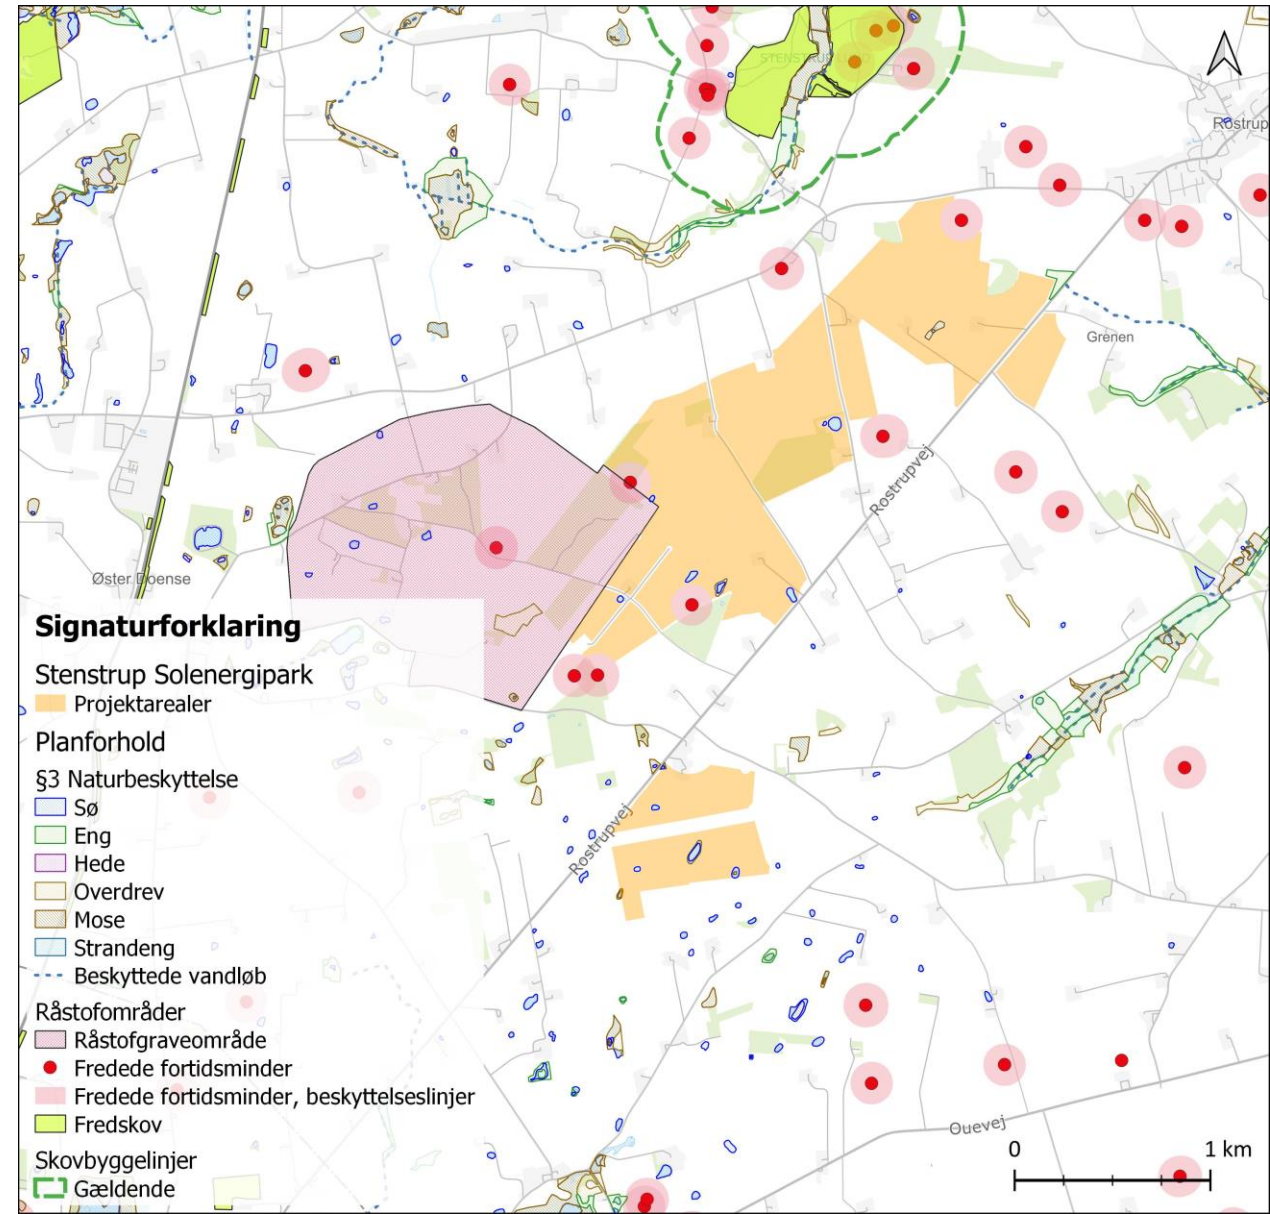 STENSTRUP
Rostrup
Grenen
Rostrupvej
Øster Doense
Signaturforklaring
Stenstrup Solenergipark
Projektarealer
Planforhold
§3 Naturbeskyttelse
Sø
Eng
Hede
Overdrev
Mose
Strandeng
Beskyttede vandløb
Råstofområder
Råstofgraveområde
Fredede fortidsminder
Fredede fortidsminder, beskyttelseslinjer
Fredskov
Skovbyggelinjer
Gældende
Rostrupvej
Ouevej
0 1 km